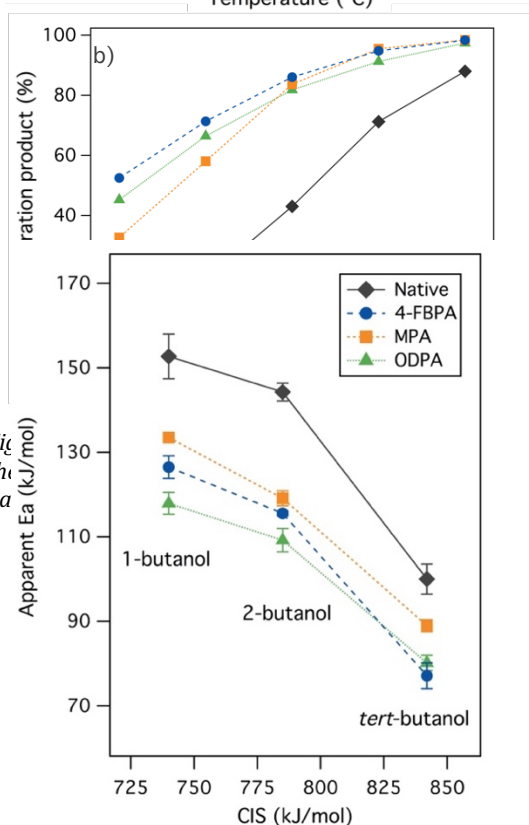 Temperature (°C)
100
b)
80
60
40
ration product (%)
170
150
130
110
90
70
Apparent Ea (kJ/mol)
Native
4-FBPA
MPA
ODPA
1-butanol
2-butanol
tert-butanol
725 750 775 800 825 850
CIS (kJ/mol)